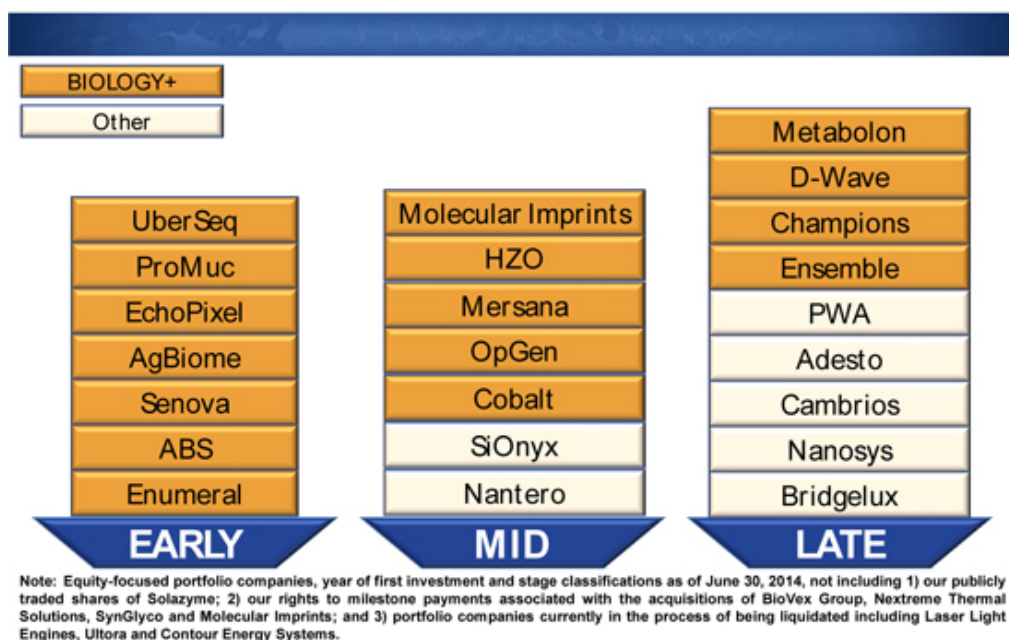 BIOLOGY+
Other
UberSeq
ProMuc
EchoPixel
AgBiome
Senova
ABS
Enumeral
EARLY
Molecular Imprints
HZO
Mersana
OpGen
Cobalt
SiOnyx
Nantero
MID
Metabolon
D-Wave
Champions
Ensemble
PWA
Adesto
Cambrios
Nanosys
Bridgelux
LATE
Note: Equity-focused portfolio companies, year of first investment and stage classifications as of June 30, 2014, not including 1) our publicly
traded shares of Solazyme; 2) our rights to milestone payments associated with the acquisitions of BioVex Group, Nextreme Thermal
Solutions, SynGlyco and Molecular Imprints; and 3) portfolio companies currently in the process of being liquidated including Laser Light
Engines, Ultora and Contour Energy Systems.